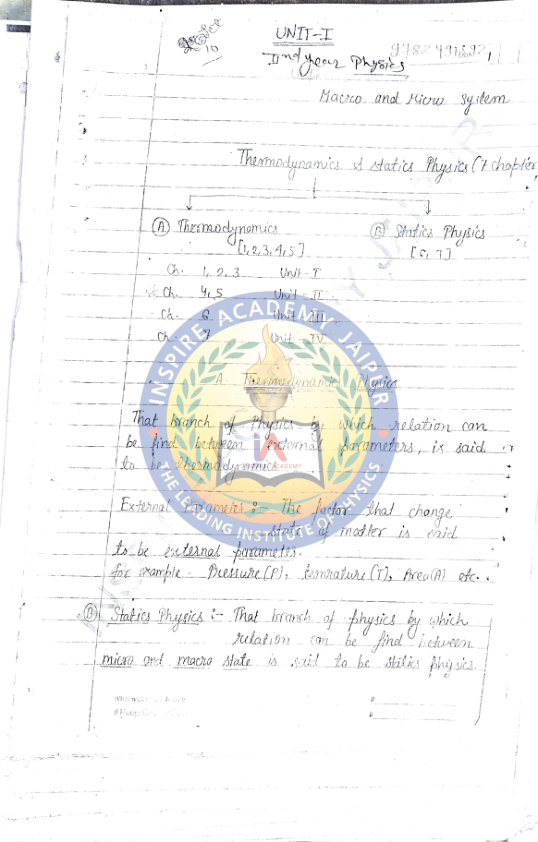 UNIT-I
IInd year Physics
10
1
Macro and Micro System
Thermodynamics & statics Physics (7 chapter
(A) Thermodynamics
[1,2,3,4,5]
(B) Statics Physics
[6, 7]
Ch. 1, 2, 3 Unit-I
Ch. 4,5 Unit-II
Ch. 6 Unit-III
Ch. 7 Unit-IV
INSPIRE ACADEMY JAIPUR
A. Thermodynamics Physics
That branch of Physics by which relation can
be find between external parameters, is said
to be thermodynamics
iA
ACADEMY
THE LEADING INSTITUTE OF PHYSICS
External :- The factor that change
state of matter is said
to be external parameter.
for example - Pressure(P), temrature(T), Area(A) etc.
(B) Statics Physics :- That branch of physics by which
relation can be find between
micro and macro state is said to be statics physics
#
#